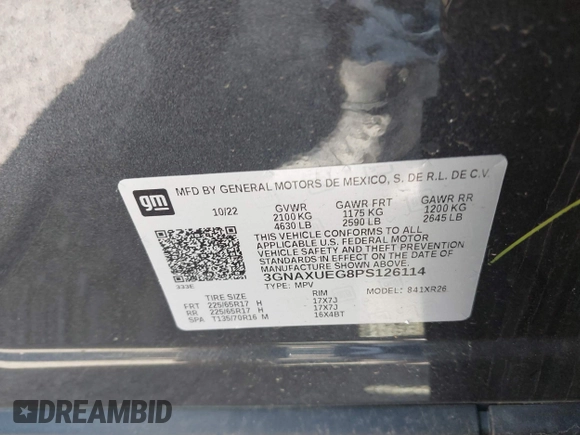 gm
MFD BY GENERAL MOTORS DE MEXICO, S. DE R.L. DE C.V.
10/22 GVWR GAWR FRT GAWR RR
2100 KG 1175 KG 1200 KG
4630 LB 2590 LB 2645 LB
THIS VEHICLE CONFORMS TO ALL
APPLICABLE U.S. FEDERAL MOTOR
VEHICLE SAFETY AND THEFT PREVENTION
STANDARDS IN EFFECT ON THE DATE OF
MANUFACTURE SHOWN ABOVE.
333E
3GNAXUEG8PS126114
TYPE: MPV MODEL: 841XR26
TIRE SIZE RIM
FRT 225/65R17 H 17X7J
RR 225/65R17 H 17X7J
SPA T135/70R16 M 16X4BT
DREAMBID